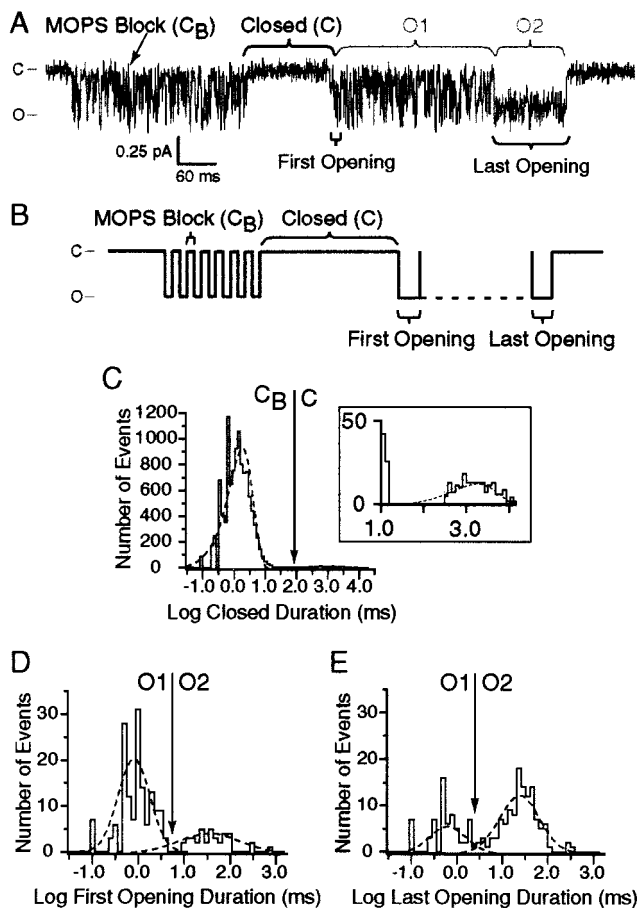 A
MOPS Block (CB) Closed (C) O1 O2
C–
O–
0.25 pA
60 ms
First Opening
Last Opening
B
MOPS Block (CB) Closed (C)
C–
O–
First Opening Last Opening
C
CB C
Number of Events
1200
1000
800
600
400
200
0
-1.0 0.0 1.0 2.0 3.0 4.0
Log Closed Duration (ms)
50
0
1.0 3.0
D
O1 O2
Number of Events
30
20
10
0
-1.0 0.0 1.0 2.0 3.0
Log First Opening Duration (ms)
E
O1 O2
Number of Events
30
20
10
0
-1.0 0.0 1.0 2.0 3.0
Log Last Opening Duration (ms)